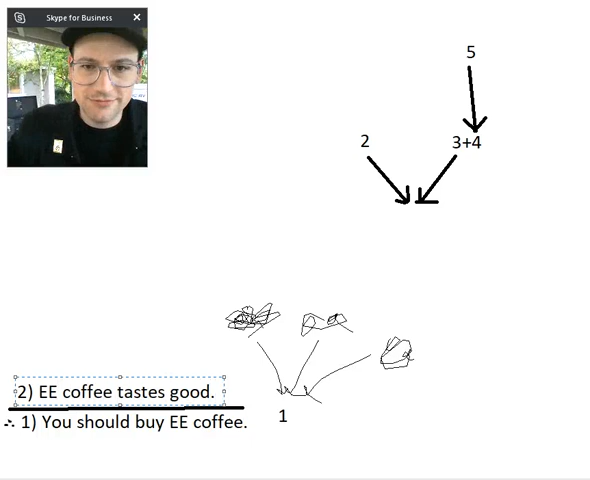 Skype for Business
5
2
3+4
2) EE coffee tastes good.
∴ 1) You should buy EE coffee.
1